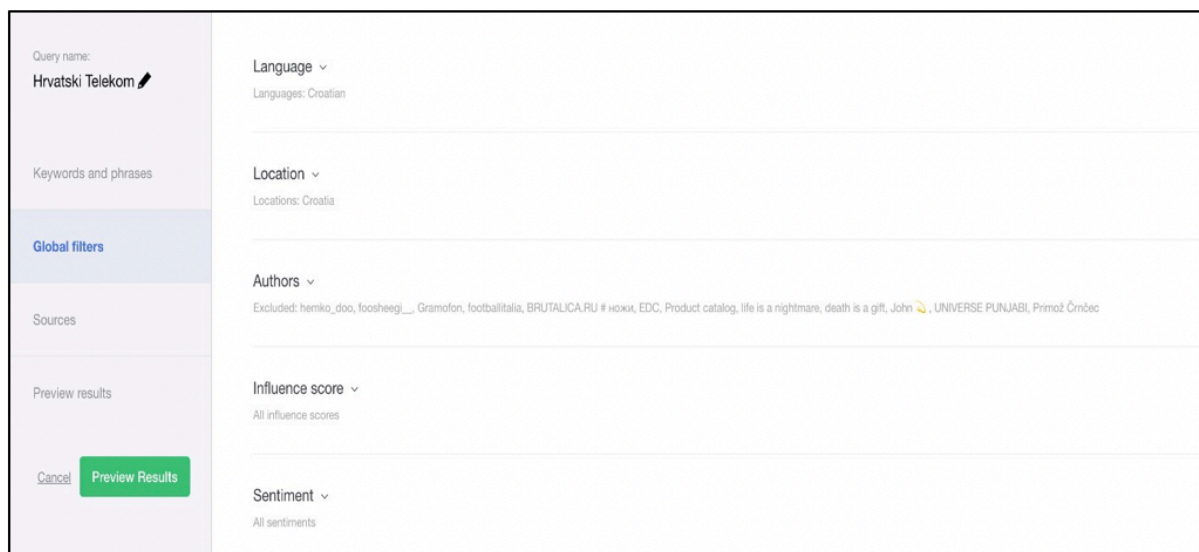 Query name:
Hrvatski Telekom
Keywords and phrases
Global filters
Sources
Preview results
Cancel
Preview Results
Language
Languages: Croatian
Location
Locations: Croatia
Authors
Excluded: hemko_doo, foosheegi__, Gramofon, footballitalia, BRUTALICA.RU # ножи, EDC, Product catalog, life is a nightmare, death is a gift, John 💫, UNIVERSE PUNJABI, Primož Črnčec
Influence score
All influence scores
Sentiment
All sentiments